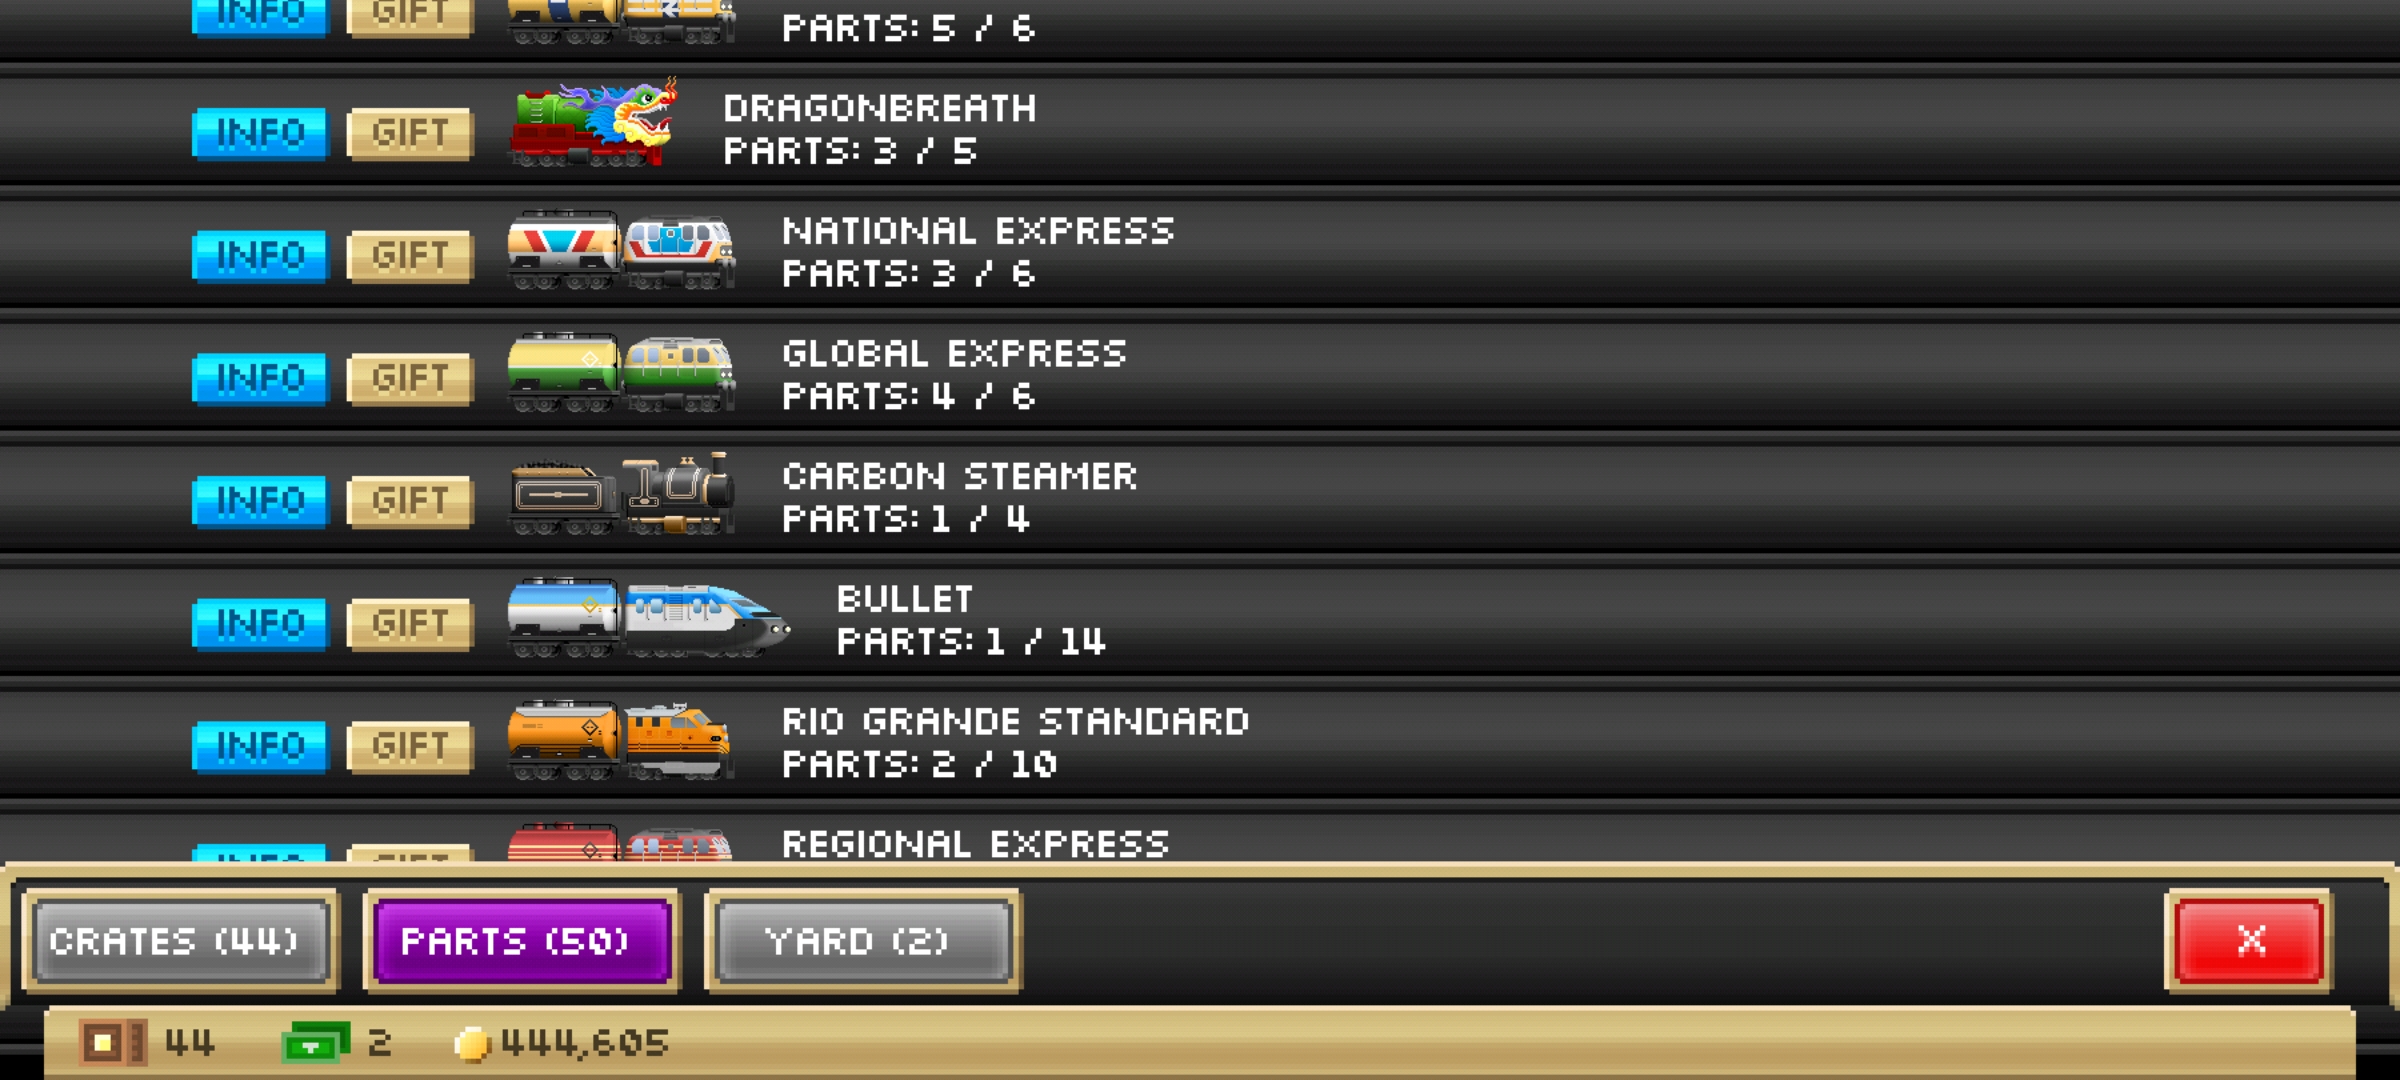 INFO GIFT PARTS: 5 / 6
DRAGONBREATH
INFO GIFT PARTS: 3 / 5
NATIONAL EXPRESS
INFO GIFT PARTS: 3 / 6
GLOBAL EXPRESS
INFO GIFT PARTS: 4 / 6
CARBON STEAMER
INFO GIFT PARTS: 1 / 4
BULLET
INFO GIFT PARTS: 1 / 14
RIO GRANDE STANDARD
INFO GIFT PARTS: 2 / 10
REGIONAL EXPRESS
INFO GIFT
CRATES (44) PARTS (50) YARD (2) X
44 2 444,605